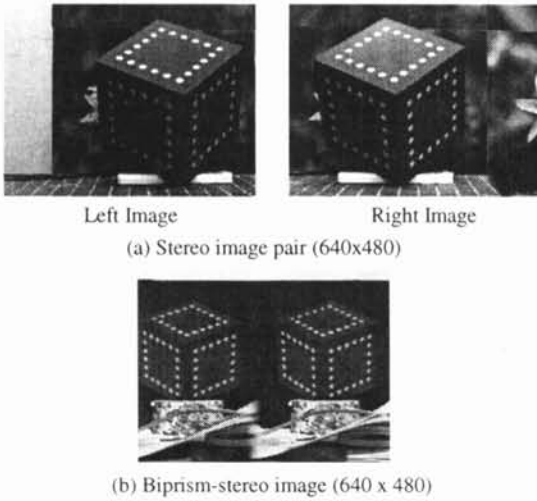 Left Image
Right Image
(a) Stereo image pair (640x480)
(b) Biprism-stereo image (640 x 480)